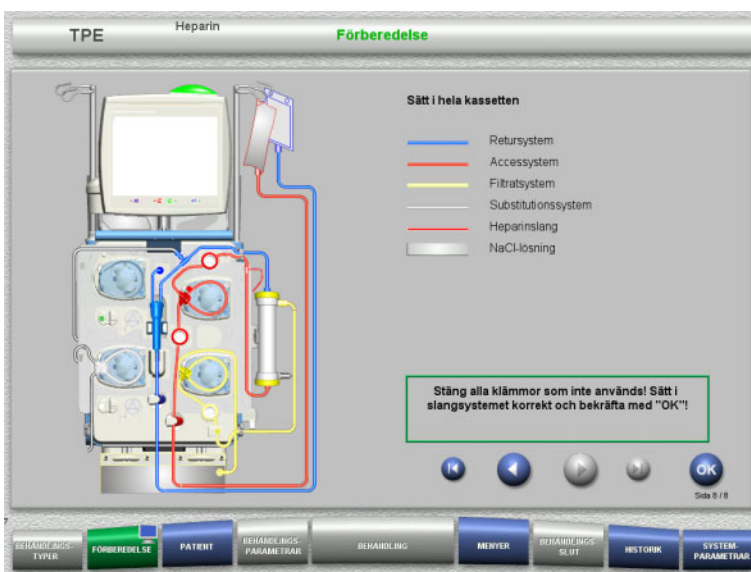 TPE
Heparin
Förberedelse
Sätt i hela kassetten
Retursystem
Accessystem
Filtratsystem
Substitutionssystem
Heparinslang
NaCl-lösning
Stäng alla klämmor som inte används! Sätt i
slangsystemet korrekt och bekräfta med "OK"!
OK
Sida 8 / 8
BEHANDLINGS-
TYPER
FÖRBEREDELSE
PATIENT
BEHANDLINGS-
PARAMETRAR
BEHANDLING
MENYER
BEHANDLINGS-
SLUT
HISTORIK
SYSTEM-
PARAMETRAR